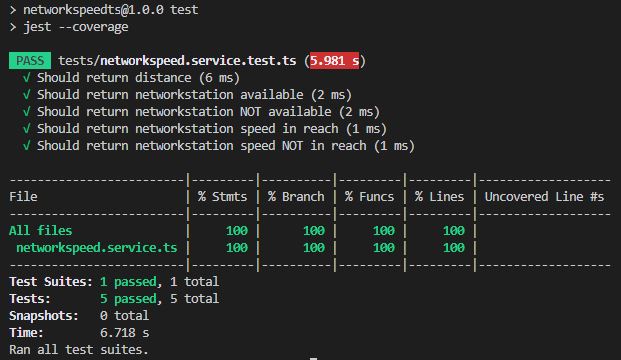 > networkspeedts@1.0.0 test
> jest --coverage
PASS tests/networkspeed.service.test.ts (5.981 s)
√ Should return distance (6 ms)
√ Should return networkstation available (2 ms)
√ Should return networkstation NOT available (2 ms)
√ Should return networkstation speed in reach (1 ms)
√ Should return networkstation speed NOT in reach (1 ms)
-------------------------|---------|----------|---------|---------|-------------------
File                     | % Stmts | % Branch | % Funcs | % Lines | Uncovered Line #s
-------------------------|---------|----------|---------|---------|-------------------
All files                |     100 |      100 |     100 |     100 |
networkspeed.service.ts |     100 |      100 |     100 |     100 |
-------------------------|---------|----------|---------|---------|-------------------
Test Suites: 1 passed, 1 total
Tests:       5 passed, 5 total
Snapshots:   0 total
Time:        6.718 s
Ran all test suites.